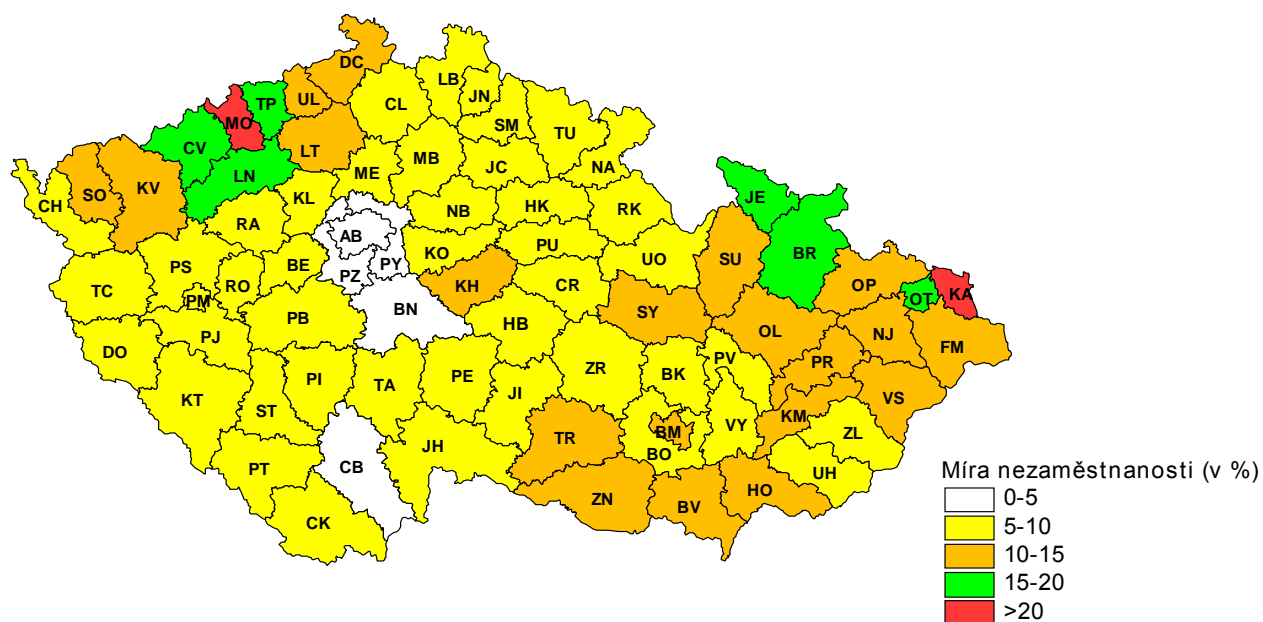 DC
LB
TP
UL
JN
CL
MO
SM
TU
CV
LT
MB
JC
NA
LN
ME
SO
KV
KL
JE
CH
NB
HK
RK
RA
AB
KO
PU
UO
SU
BR
PS
BE
PZ
PY
TC
RO
KH
CR
OP
OT
KA
PM
BN
SY
PB
HB
OL
NJ
FM
PJ
DO
PV
PR
PI
TA
PE
ZR
BK
KT
JI
VS
ST
KM
VY
TR
BM
ZL
JH
BO
CB
PT
UH
HO
ZN
BV
CK
Míra nezaměstnanosti (v %)
0-5
5-10
10-15
15-20
>20